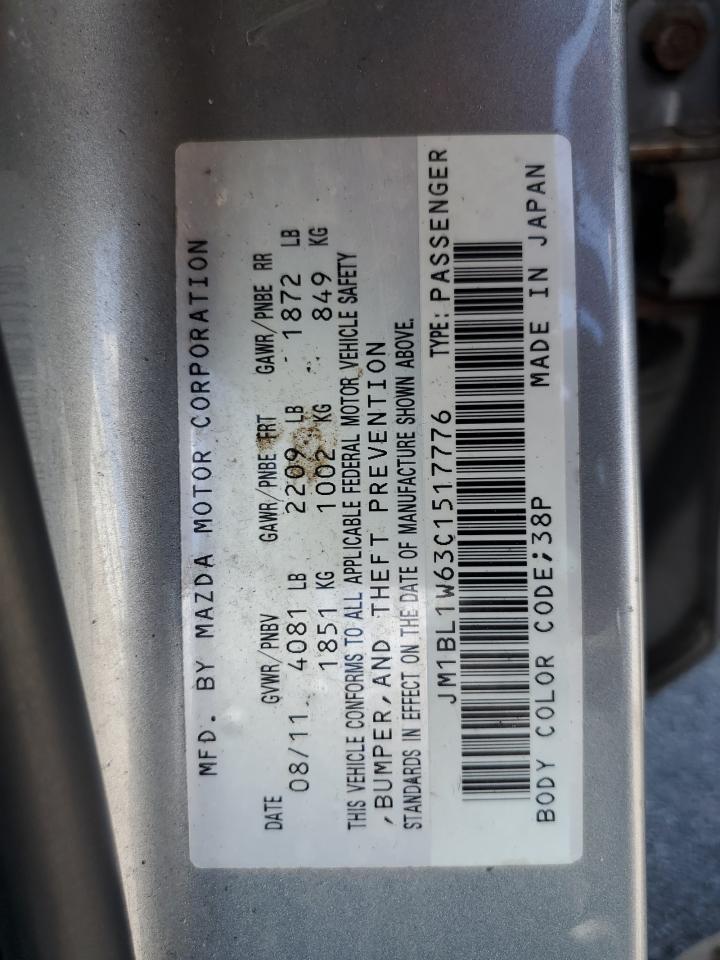 MFD. BY MAZDA MOTOR CORPORATION
DATE GVWR/PNBV GAWR/PNBE FRT GAWR/PNBE RR
08/11 4081 LB 2209 LB 1872 LB
1851 KG 1002 KG 849 KG
THIS VEHICLE CONFORMS TO ALL APPLICABLE FEDERAL MOTOR VEHICLE SAFETY
,BUMPER,AND THEFT PREVENTION
STANDARDS IN EFFECT ON THE DATE OF MANUFACTURE SHOWN ABOVE.
JM1BL1W63C1517776 TYPE:PASSENGER
BODY COLOR CODE;38P MADE IN JAPAN